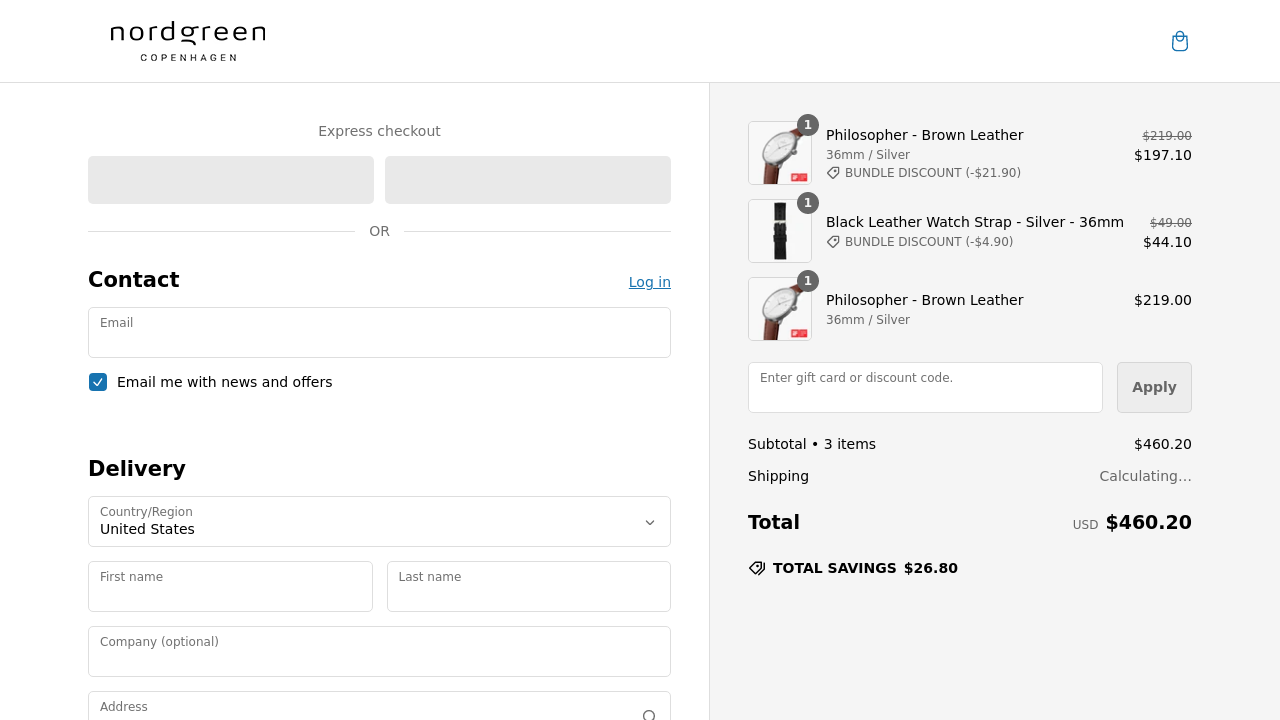 nordgreen
COPENHAGEN
Express checkout
OR
Contact
Log in
Email
Email me with news and offers
Delivery
Country/Region
United States
First name
Last name
Company (optional)
Address
1
Philosopher - Brown Leather
$219.00
36mm / Silver
$197.10
BUNDLE DISCOUNT (-$21.90)
1
Black Leather Watch Strap - Silver - 36mm
$49.00
BUNDLE DISCOUNT (-$4.90)
$44.10
1
Philosopher - Brown Leather
$219.00
36mm / Silver
Enter gift card or discount code.
Apply
Subtotal • 3 items
$460.20
Shipping
Calculating...
Total
USD $460.20
TOTAL SAVINGS $26.80